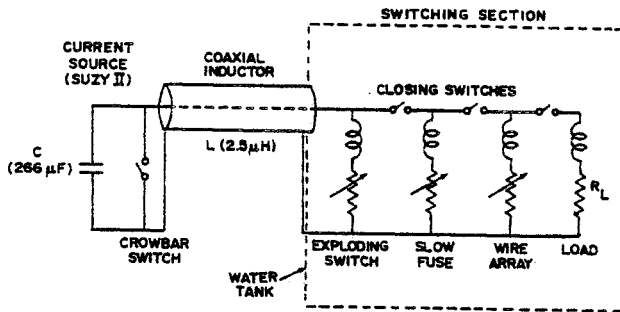 SWITCHING SECTION
CURRENT
SOURCE
(SUZY II)
COAXIAL
INDUCTOR
CLOSING SWITCHES
C
(266 μF)
L (2.5μH)
R_L
CROWBAR
SWITCH
EXPLODING
SWITCH
SLOW
FUSE
WIRE
ARRAY
LOAD
WATER
TANK